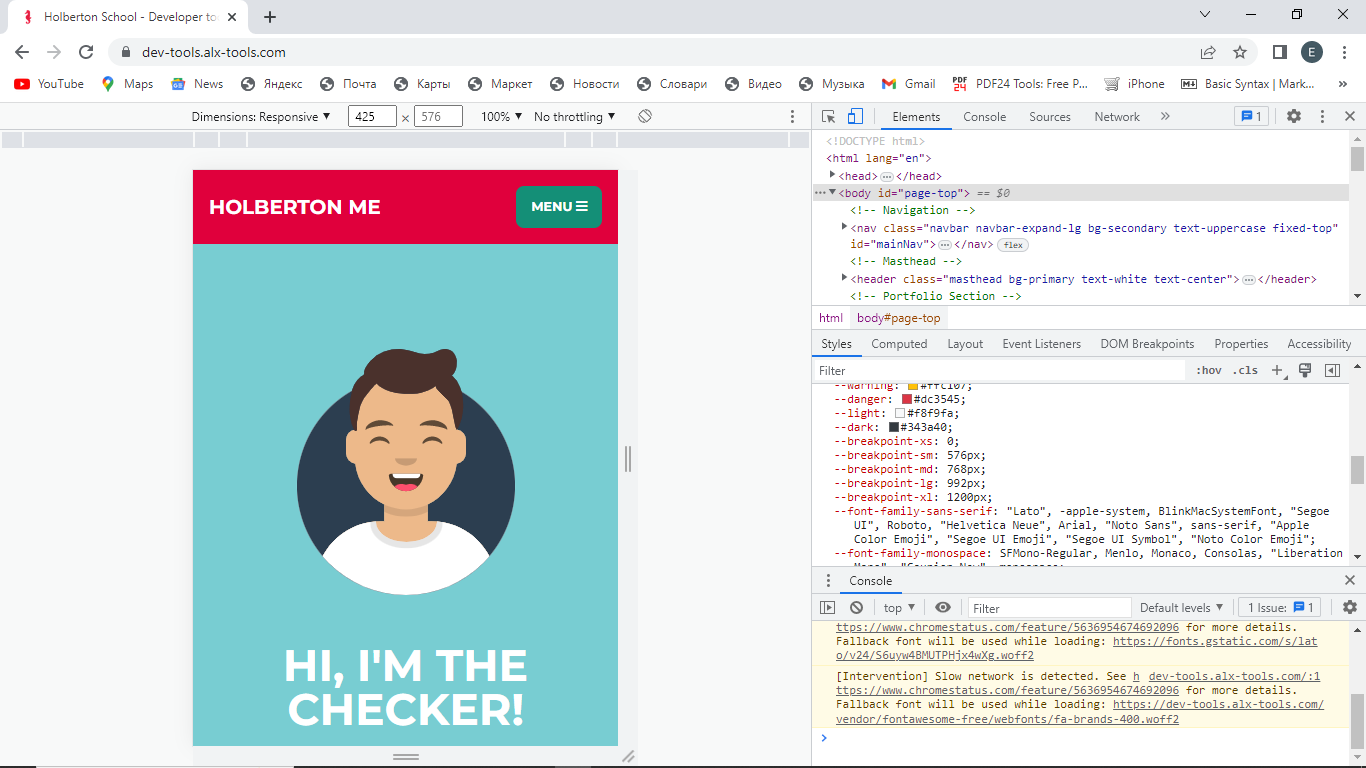 Holberton School - Developer to
dev-tools.alx-tools.com
E
YouTube Maps News Яндекс Почта Карты Маркет Новости Словари Видео Музыка Gmail PDF24 Tools: Free P... iPhone Basic Syntax | Mark... »
Dimensions: Responsive ▼ 425 × 576 100% ▼ No throttling ▼
HOLBERTON ME
MENU
HI, I'M THE
CHECKER!
Elements Console Sources Network » 1
<!DOCTYPE html>
<html lang="en">
<head>…</head>
<body id="page-top"> == $0
<!-- Navigation -->
<nav class="navbar navbar-expand-lg bg-secondary text-uppercase fixed-top"
id="mainNav">…</nav> flex
<!-- Masthead -->
<header class="masthead bg-primary text-white text-center">…</header>
<!-- Portfolio Section -->
html body#page-top
Styles Computed Layout Event Listeners DOM Breakpoints Properties Accessibility
Filter :hov .cls +
--warning: #ffc107;
--danger: #dc3545;
--light: #f8f9fa;
--dark: #343a40;
--breakpoint-xs: 0;
--breakpoint-sm: 576px;
--breakpoint-md: 768px;
--breakpoint-lg: 992px;
--breakpoint-xl: 1200px;
--font-family-sans-serif: "Lato", -apple-system, BlinkMacSystemFont, "Segoe
UI", Roboto, "Helvetica Neue", Arial, "Noto Sans", sans-serif, "Apple
Color Emoji", "Segoe UI Emoji", "Segoe UI Symbol", "Noto Color Emoji";
--font-family-monospace: SFMono-Regular, Menlo, Monaco, Consolas, "Liberation
Console
top ▼ Filter Default levels ▼ 1 Issue: 1
ttps://www.chromestatus.com/feature/5636954674692096 for more details.
Fallback font will be used while loading: https://fonts.gstatic.com/s/lat
o/v24/S6uyw4BMUTPHjx4wXg.woff2
[Intervention] Slow network is detected. See h dev-tools.alx-tools.com/:1
ttps://www.chromestatus.com/feature/5636954674692096 for more details.
Fallback font will be used while loading: https://dev-tools.alx-tools.com/
vendor/fontawesome-free/webfonts/fa-brands-400.woff2